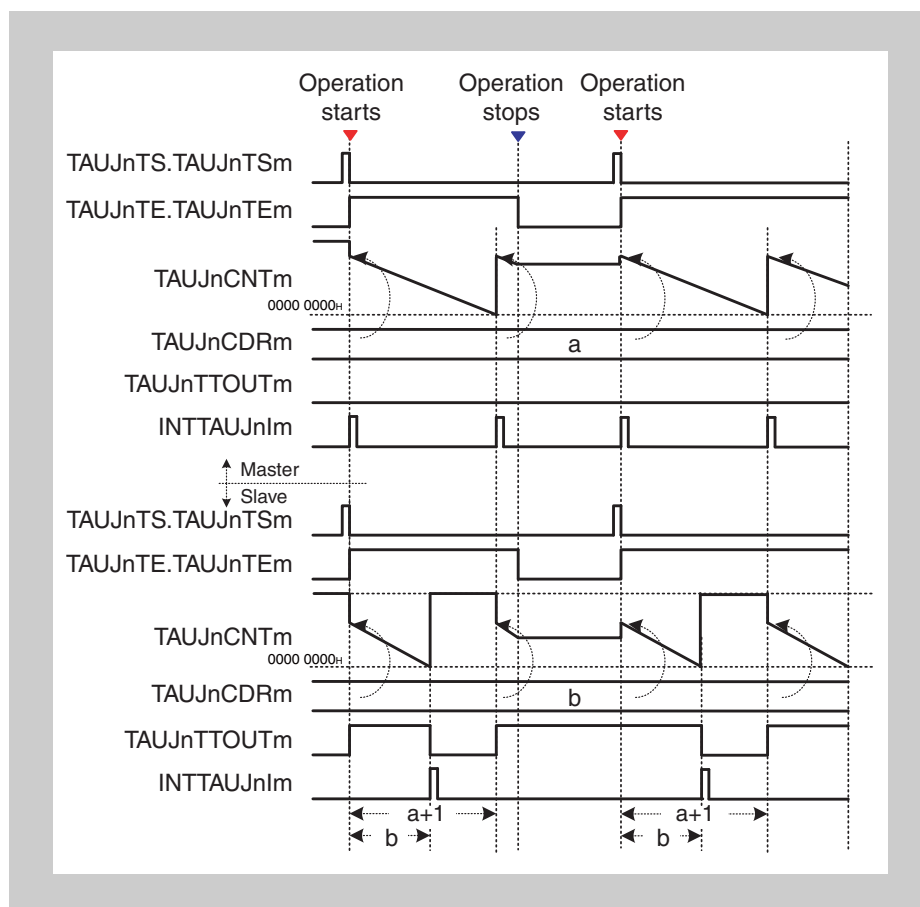 Operation starts
Operation stops
Operation starts
TAUJnTS.TAUJnTSm
TAUJnTE.TAUJnTEm
TAUJnCNTm
0000 0000H
TAUJnCDRm
a
TAUJnTTOUTm
INTTAUJnIm
Master
Slave
TAUJnTS.TAUJnTSm
TAUJnTE.TAUJnTEm
TAUJnCNTm
0000 0000H
TAUJnCDRm
b
TAUJnTTOUTm
INTTAUJnIm
a+1
a+1
b
b